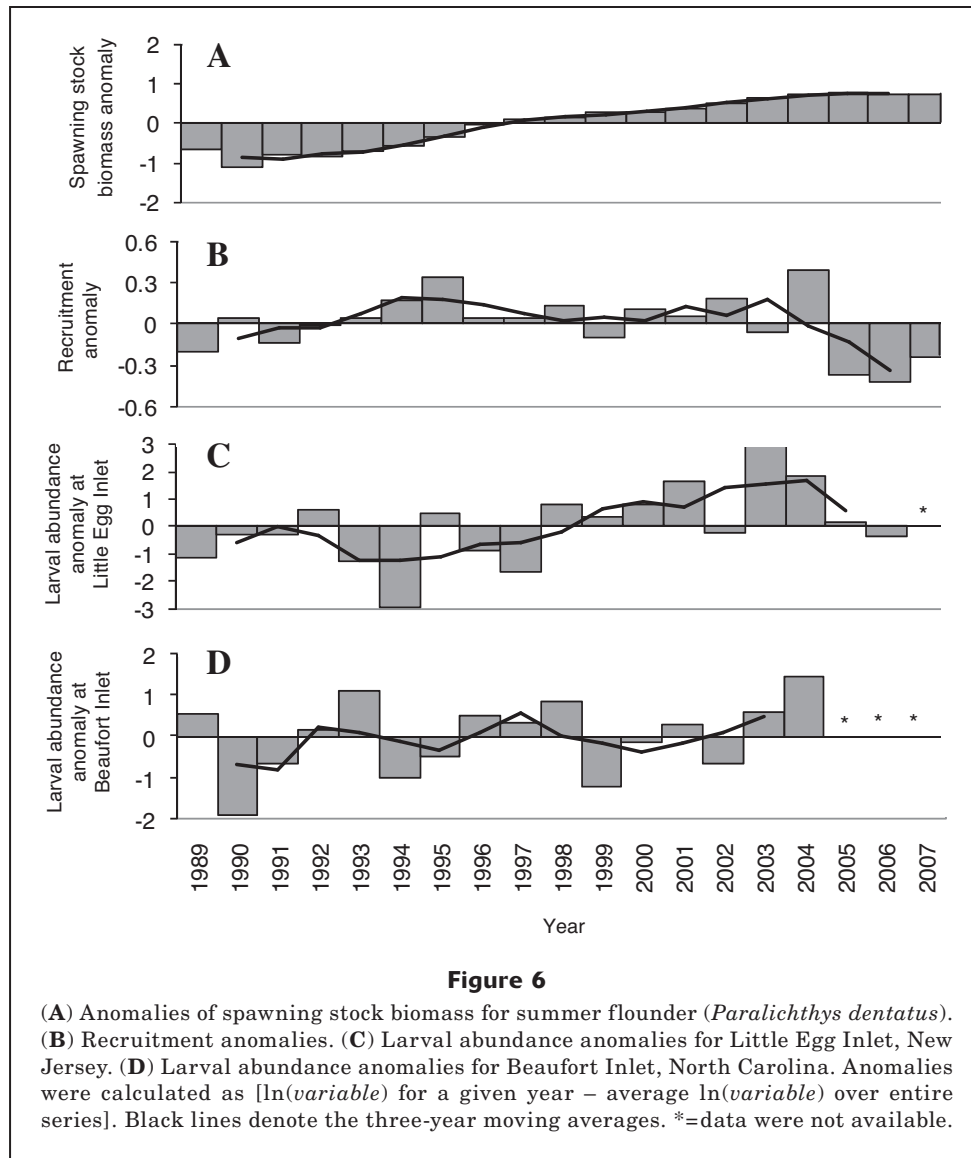 A
Spawning stock
biomass anomaly
2
1
0
-1
-2
B
Recruitment
anomaly
0.6
0.3
0
-0.3
-0.6
C
Larval abundance
anomaly at
Little Egg Inlet
3
2
1
0
-1
-2
-3
*
D
Larval abundance
anomaly at
Beaufort Inlet
2
1
0
-1
-2
* * *
1989 1990 1991 1992 1993 1994 1995 1996 1997 1998 1999 2000 2001 2002 2003 2004 2005 2006 2007
Year
Figure 6
(A) Anomalies of spawning stock biomass for summer flounder (Paralichthys dentatus).
(B) Recruitment anomalies. (C) Larval abundance anomalies for Little Egg Inlet, New
Jersey. (D) Larval abundance anomalies for Beaufort Inlet, North Carolina. Anomalies
were calculated as [ln(variable) for a given year – average ln(variable) over entire
series]. Black lines denote the three-year moving averages. *=data were not available.